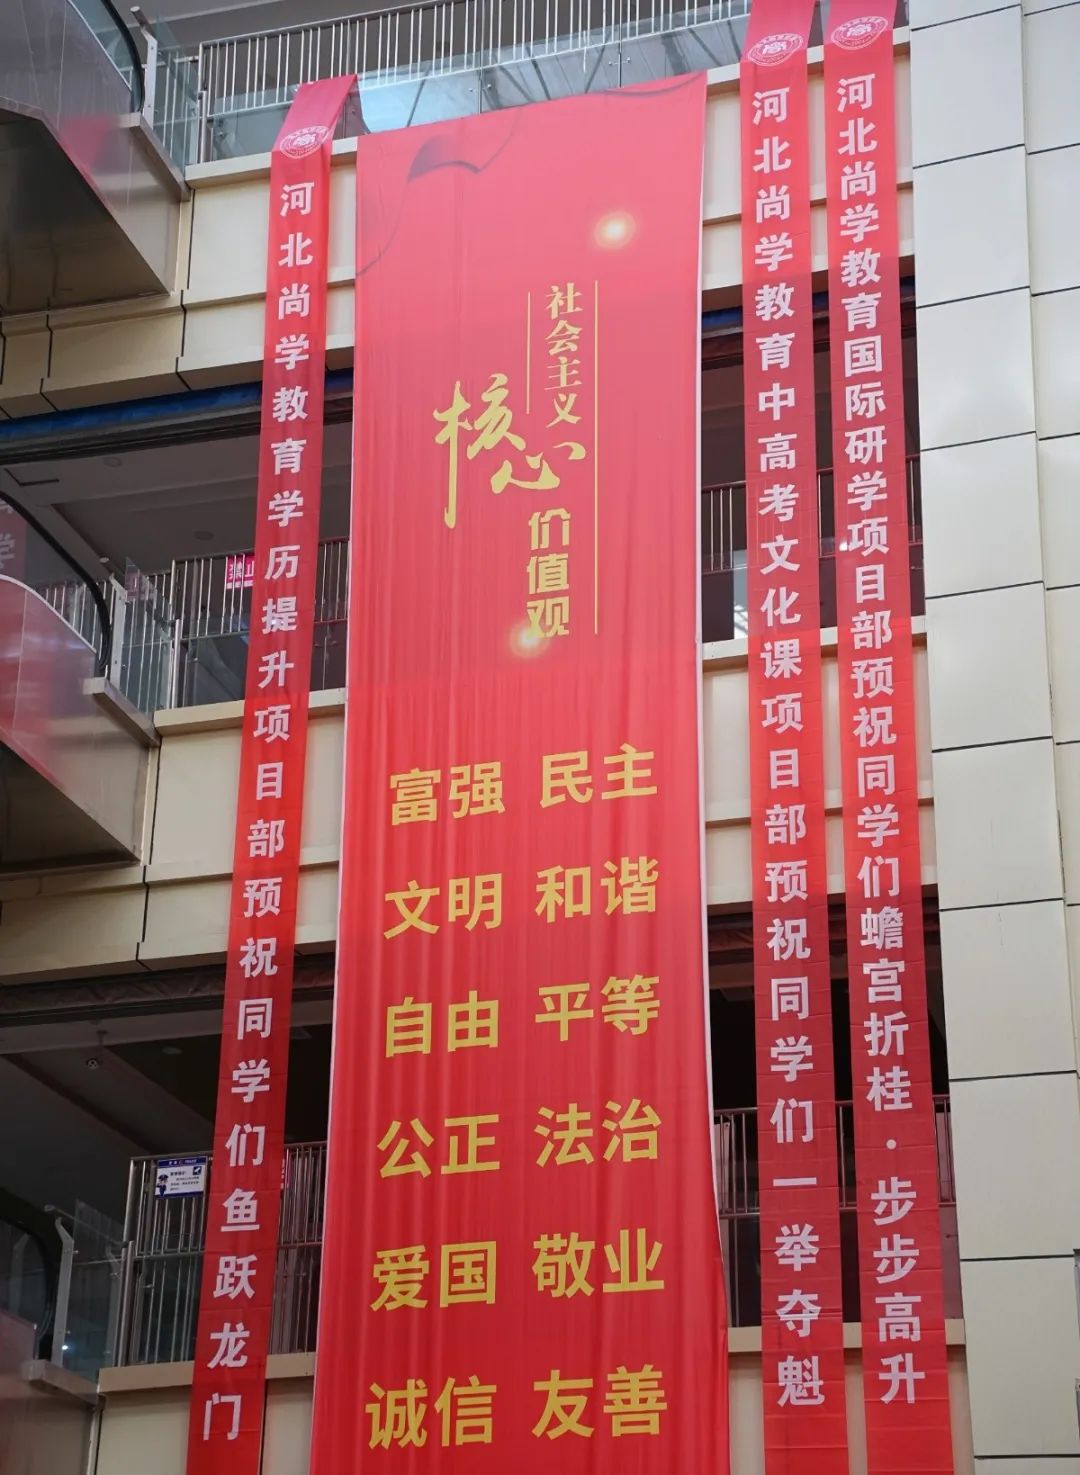 河北尚学教育学历提升项目部预祝同学们鱼跃龙门
社会主义
核心
价值观
富强 民主
文明 和谐
自由 平等
公正 法治
爱国 敬业
诚信 友善
河北尚学教育中高考文化课项目部预祝同学们一举夺魁
河北尚学教育国际研学项目部预祝同学们蟾宫折桂·步步高升